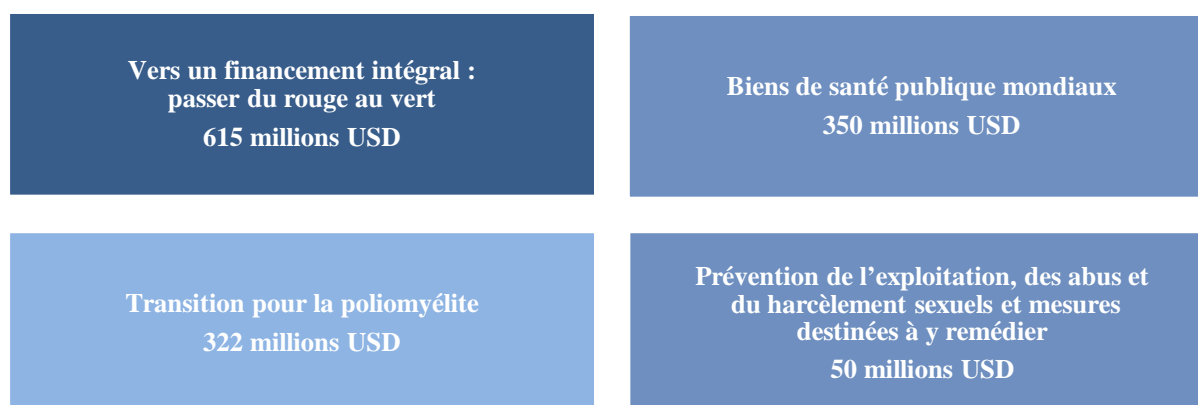 Vers un financement intégral :
passer du rouge au vert
615 millions USD
Biens de santé publique mondiaux
350 millions USD
Transition pour la poliomyélite
322 millions USD
Prévention de l’exploitation, des abus et
du harcèlement sexuels et mesures
destinées à y remédier
50 millions USD